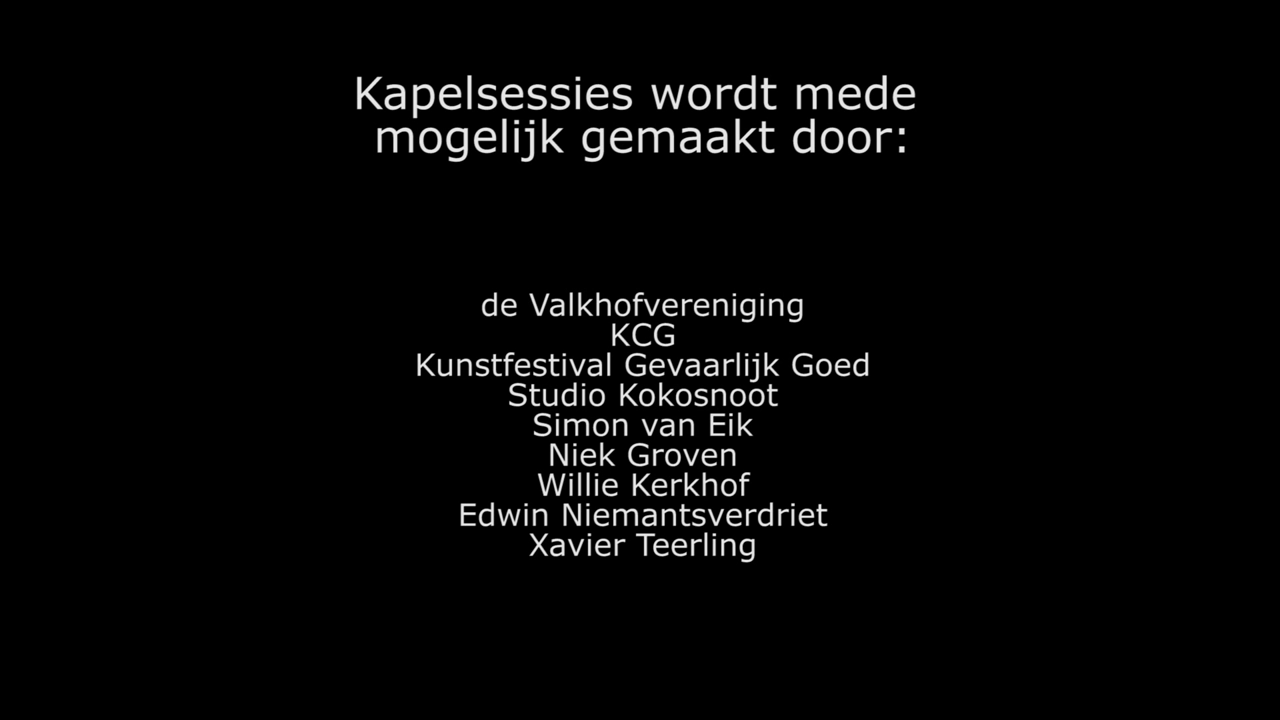 Kapelsessies wordt mede
mogelijk gemaakt door:
de Valkhofvereniging
KCG
Kunstfestival Gevaarlijk Goed
Studio Kokosnoot
Simon van Eik
Niek Groven
Willie Kerkhof
Edwin Niemantsverdriet
Xavier Teerling